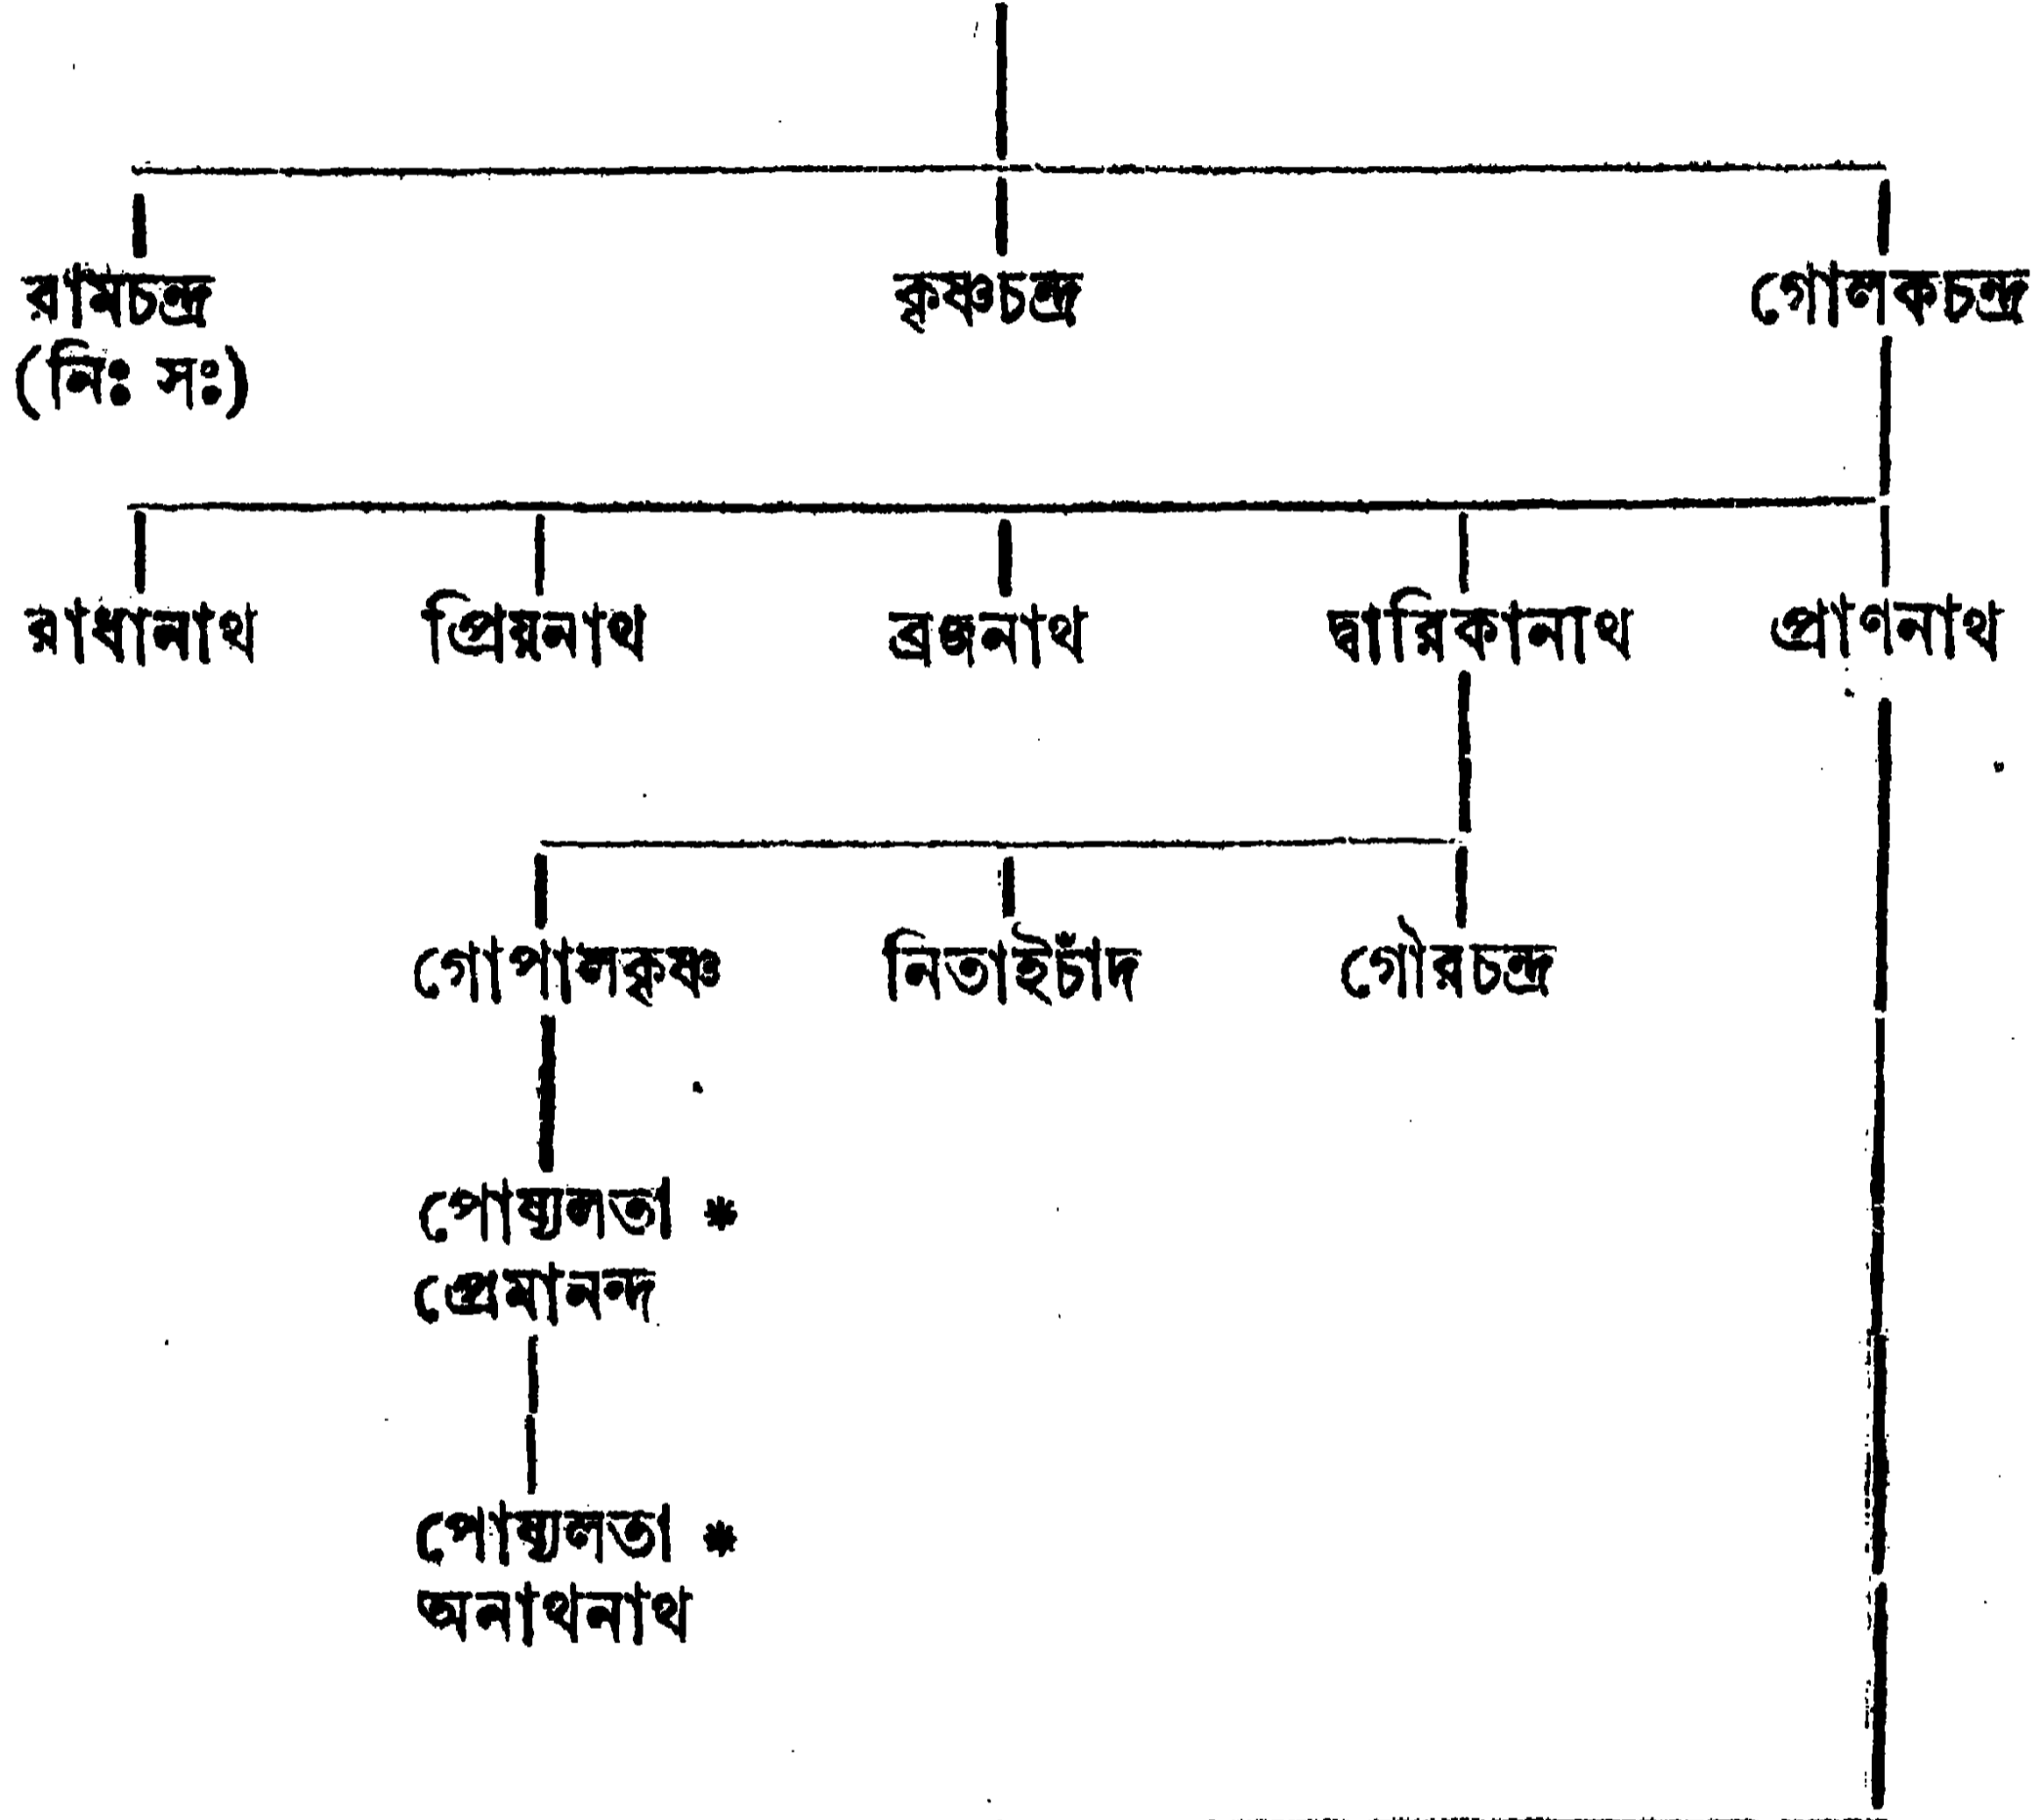 রামচন্দ্র কৃষ্ণচন্দ্র গোলকচন্দ্র
(নিঃ সঃ)
রাধানাথ প্রিয়নাথ ব্রজনাথ দ্বারিকানাথ প্রাণনাথ
গোপালকৃষ্ণ নিতাইচাঁদ গৌরচন্দ্র
পোষ্যলতা *
প্রেমানন্দ
পোষ্যলতা *
অনাথনাথ